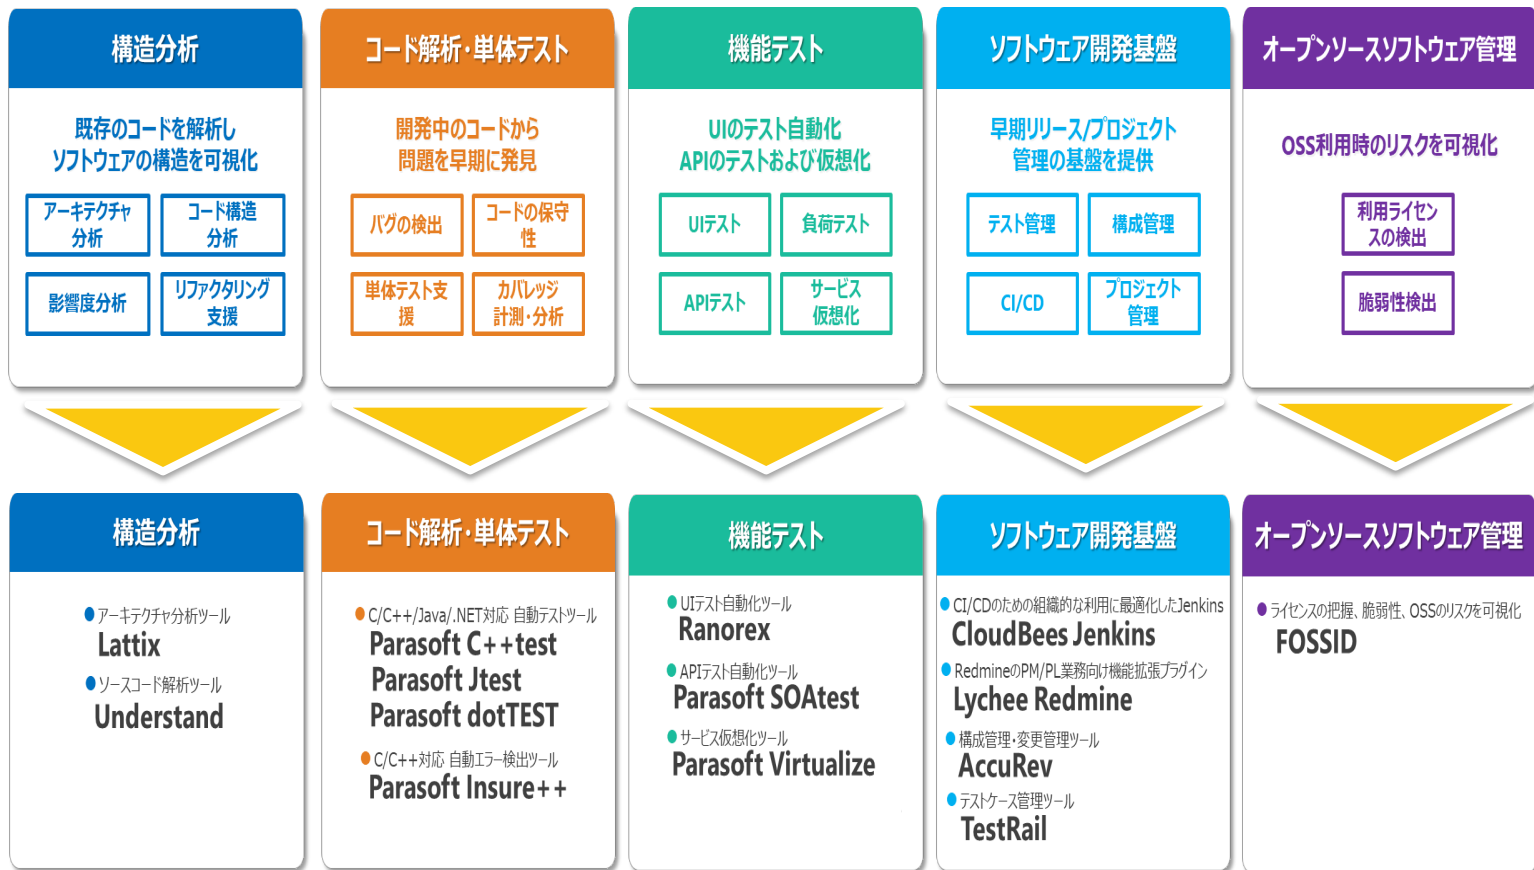 構造分析
既存のコードを解析し
ソフトウェアの構造を可視化
アーキテクチャ
分析
コード構造
分析
影響度分析
リファクタリング
支援
コード解析・単体テスト
開発中のコードから
問題を早期に発見
バグの検出
コードの保守
性
単体テスト支
援
カバレッジ
計測・分析
機能テスト
UIのテスト自動化
APIのテストおよび仮想化
UIテスト
負荷テスト
APIテスト
サービス
仮想化
ソフトウェア開発基盤
早期リリース/プロジェクト
管理の基盤を提供
テスト管理
構成管理
CI/CD
プロジェクト
管理
オープンソースソフトウェア管理
OSS利用時のリスクを可視化
利用ライセン
スの検出
脆弱性検出
構造分析
●アーキテクチャ分析ツール
Lattix
●ソースコード解析ツール
Understand
コード解析・単体テスト
●C/C++/Java/.NET対応 自動テストツール
Parasoft C++test
Parasoft Jtest
Parasoft dotTEST
●C/C++対応 自動エラー検出ツール
Parasoft Insure++
機能テスト
●UIテスト自動化ツール
Ranorex
●APIテスト自動化ツール
Parasoft SOAtest
●サービス仮想化ツール
Parasoft Virtualize
ソフトウェア開発基盤
●CI/CDのための組織的な利用に最適化したJenkins
CloudBees Jenkins
●RedmineのPM/PL業務向け機能拡張プラグイン
Lychee Redmine
●構成管理・変更管理ツール
AccuRev
●テストケース管理ツール
TestRail
オープンソースソフトウェア管理
●ライセンスの把握、脆弱性、OSSのリスクを可視化
FOSSID